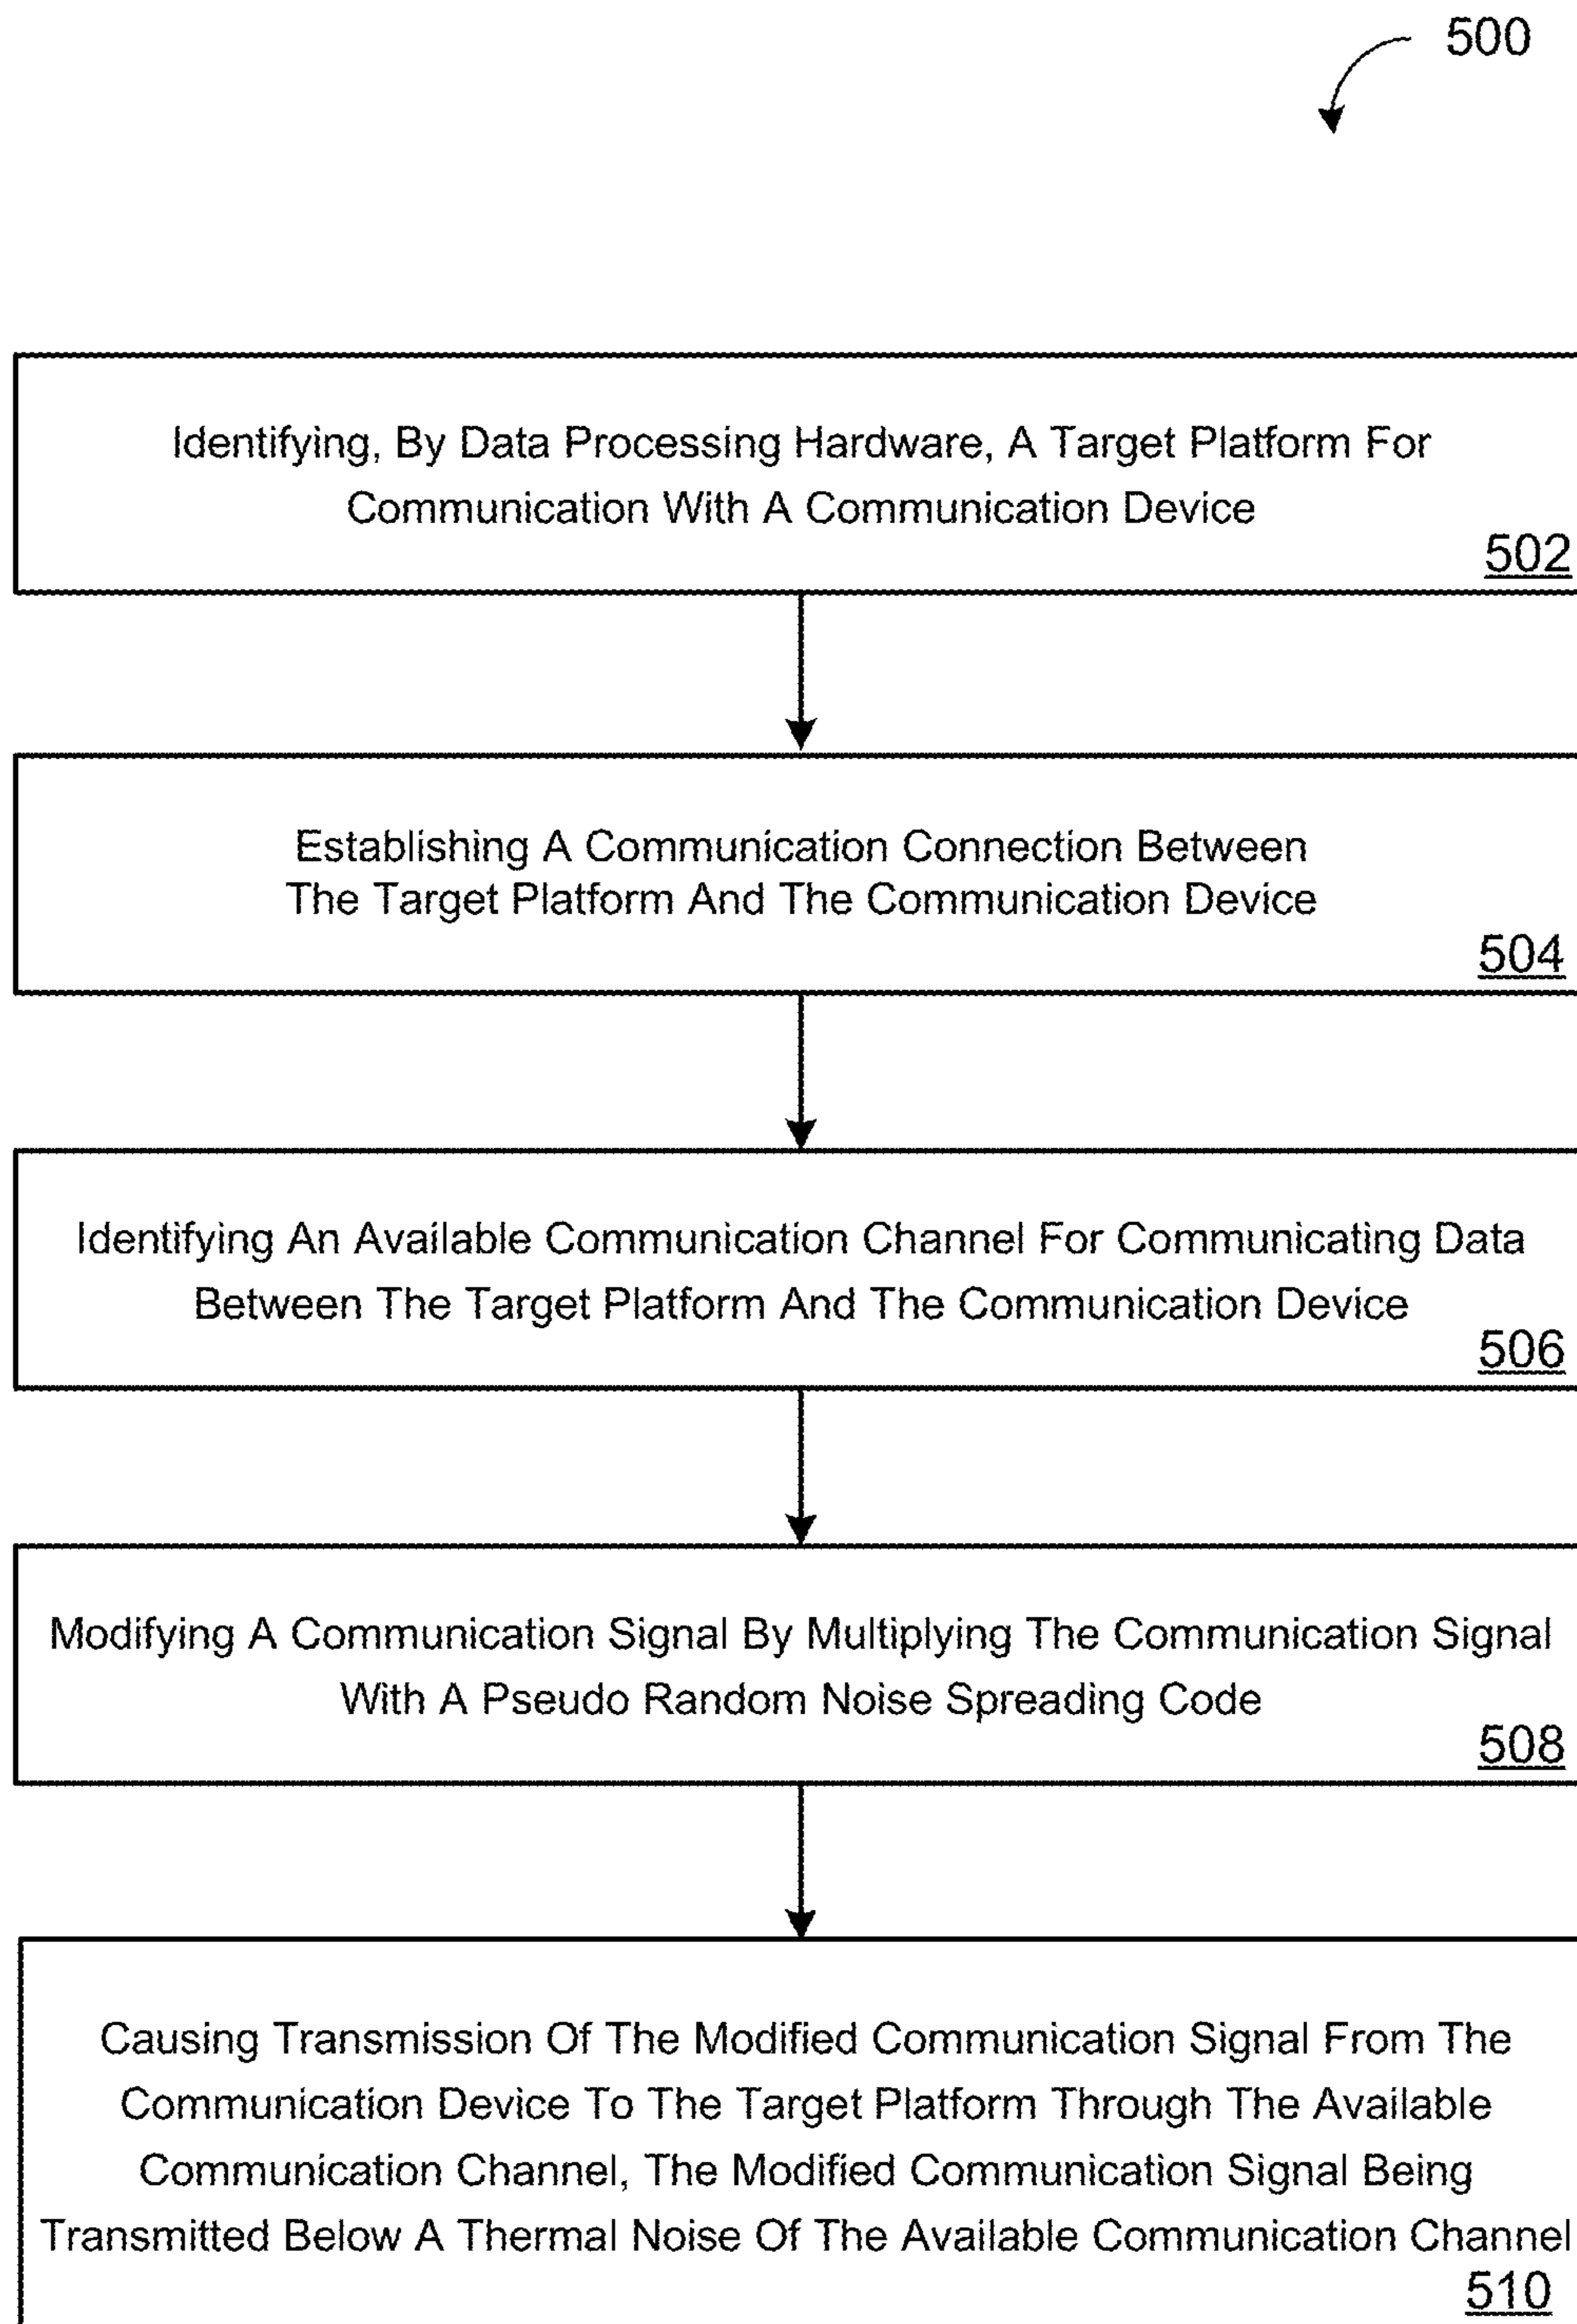 500
Identifying, By Data Processing Hardware, A Target Platform For
Communication With A Communication Device
502
Establishing A Communication Connection Between
The Target Platform And The Communication Device
504
Identifying An Available Communication Channel For Communicating Data
Between The Target Platform And The Communication Device
506
Modifying A Communication Signal By Multiplying The Communication Signal
With A Pseudo Random Noise Spreading Code
508
Causing Transmission Of The Modified Communication Signal From The
Communication Device To The Target Platform Through The Available
Communication Channel, The Modified Communication Signal Being
Transmitted Below A Thermal Noise Of The Available Communication Channel
510